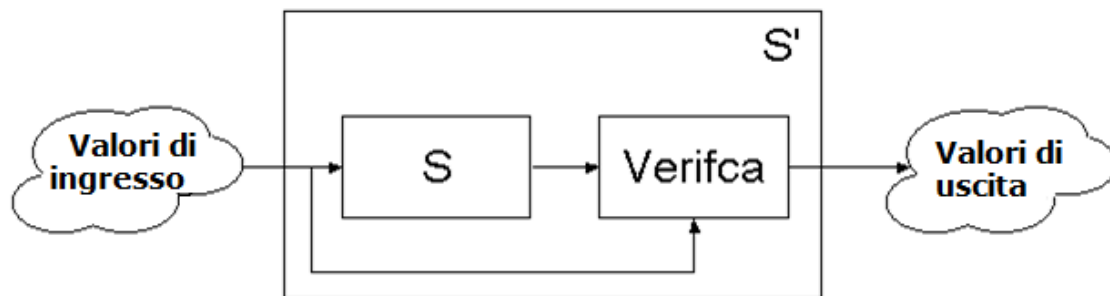 S'
Valori di
ingresso
S
Verifca
Valori di
uscita